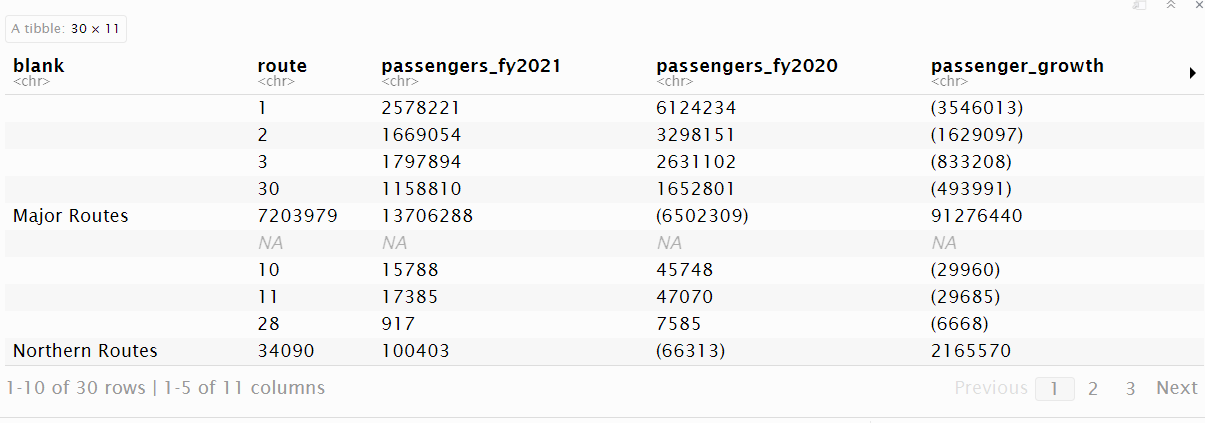 A tibble: 30 × 11
blank route passengers_fy2021 passengers_fy2020 passenger_growth
<chr> <chr> <chr> <chr> <chr>
1 2578221 6124234 (3546013)
2 1669054 3298151 (1629097)
3 1797894 2631102 (833208)
30 1158810 1652801 (493991)
Major Routes 7203979 13706288 (6502309) 91276440
NA NA NA NA
10 15788 45748 (29960)
11 17385 47070 (29685)
28 917 7585 (6668)
Northern Routes 34090 100403 (66313) 2165570
1-10 of 30 rows | 1-5 of 11 columns Previous 1 2 3 Next